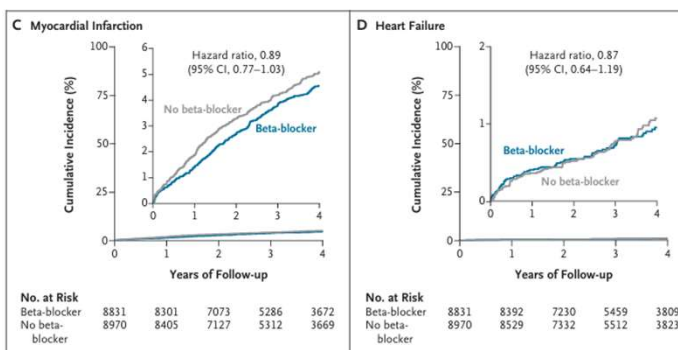 C Myocardial Infarction
Cumulative Incidence (%)
100
75
50
25
0
6
5
4
3
2
1
0
Hazard ratio, 0.89
(95% CI, 0.77–1.03)
No beta-blocker
Beta-blocker
0 1 2 3 4
0 1 2 3 4
Years of Follow-up
No. at Risk
Beta-blocker 8831 8301 7073 5286 3672
No beta- 8970 8405 7127 5312 3669
blocker
D Heart Failure
Cumulative Incidence (%)
100
75
50
25
0
2
1
0
Hazard ratio, 0.87
(95% CI, 0.64–1.19)
Beta-blocker
No beta-blocker
0 1 2 3 4
0 1 2 3 4
Years of Follow-up
No. at Risk
Beta-blocker 8831 8392 7230 5459 3809
No beta- 8970 8529 7332 5512 3823
blocker